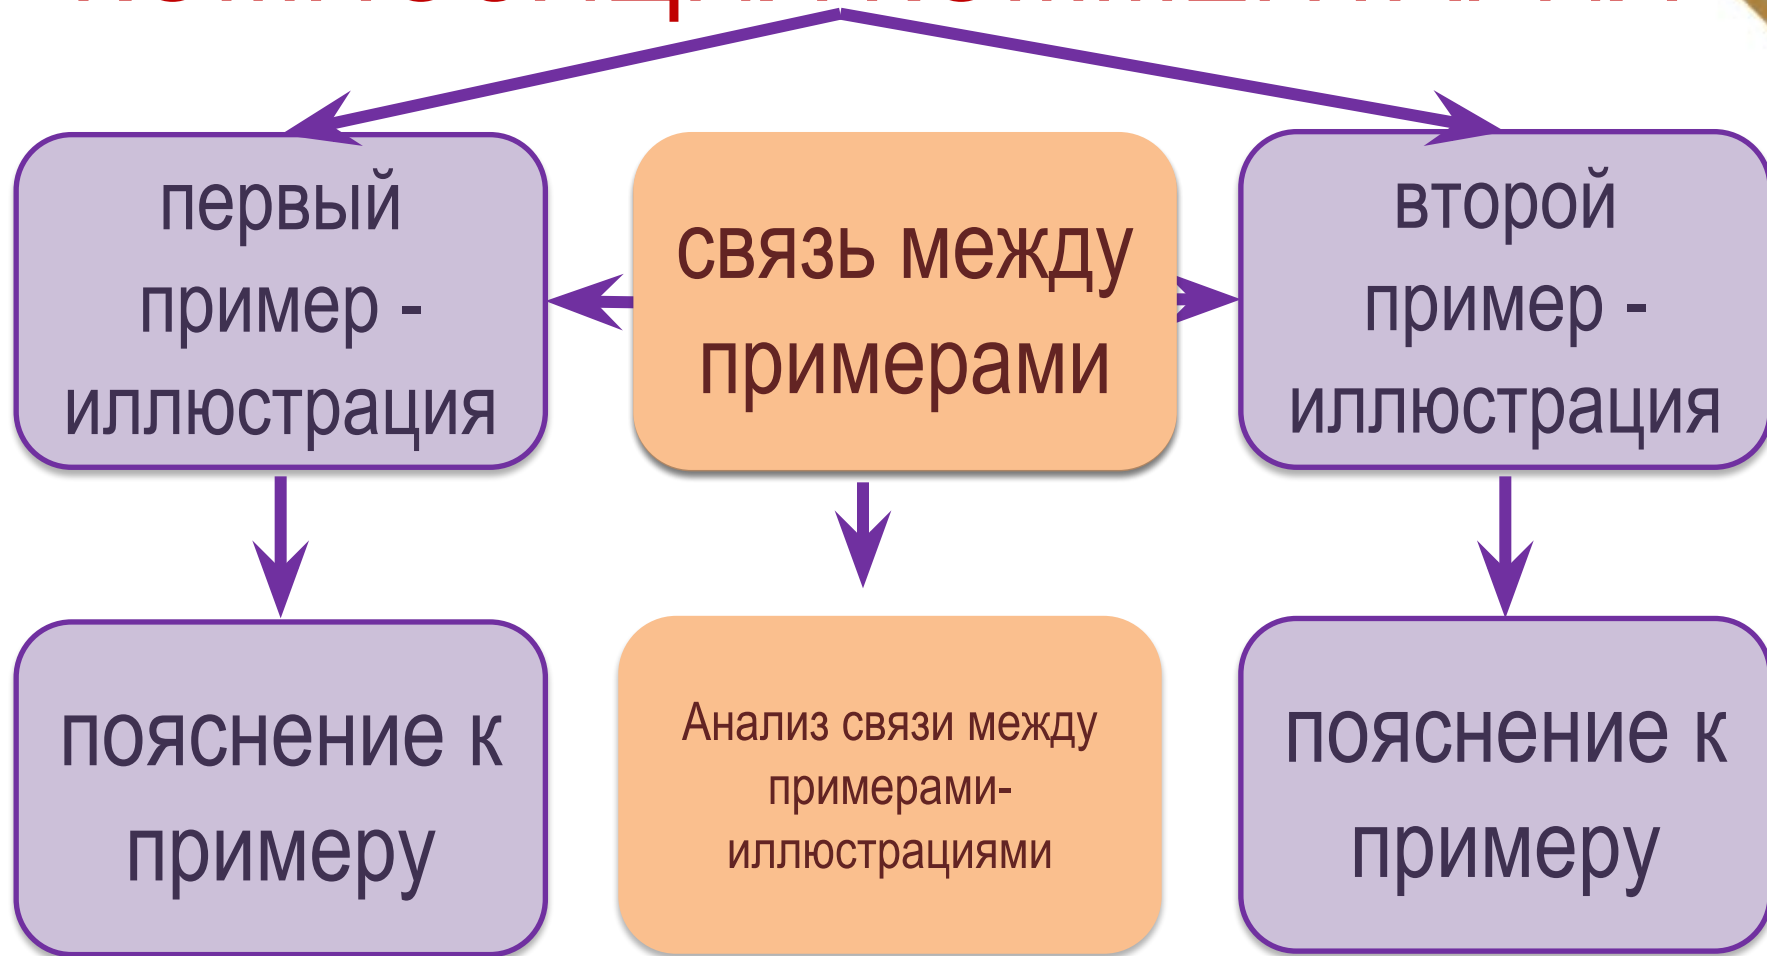 первый
пример -
иллюстрация
связь между
примерами
второй
пример -
иллюстрация
пояснение к
примеру
Анализ связи между
примерами-
иллюстрациями
пояснение к
примеру